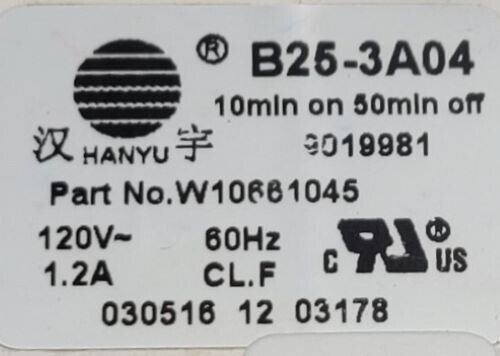 ® B25-3A04
10min on 50min off
汉 HANYU 宇 9019981
Part No.W10661045
120V~ 60Hz
1.2A CL.F
C RU ® US
030516 12 03178